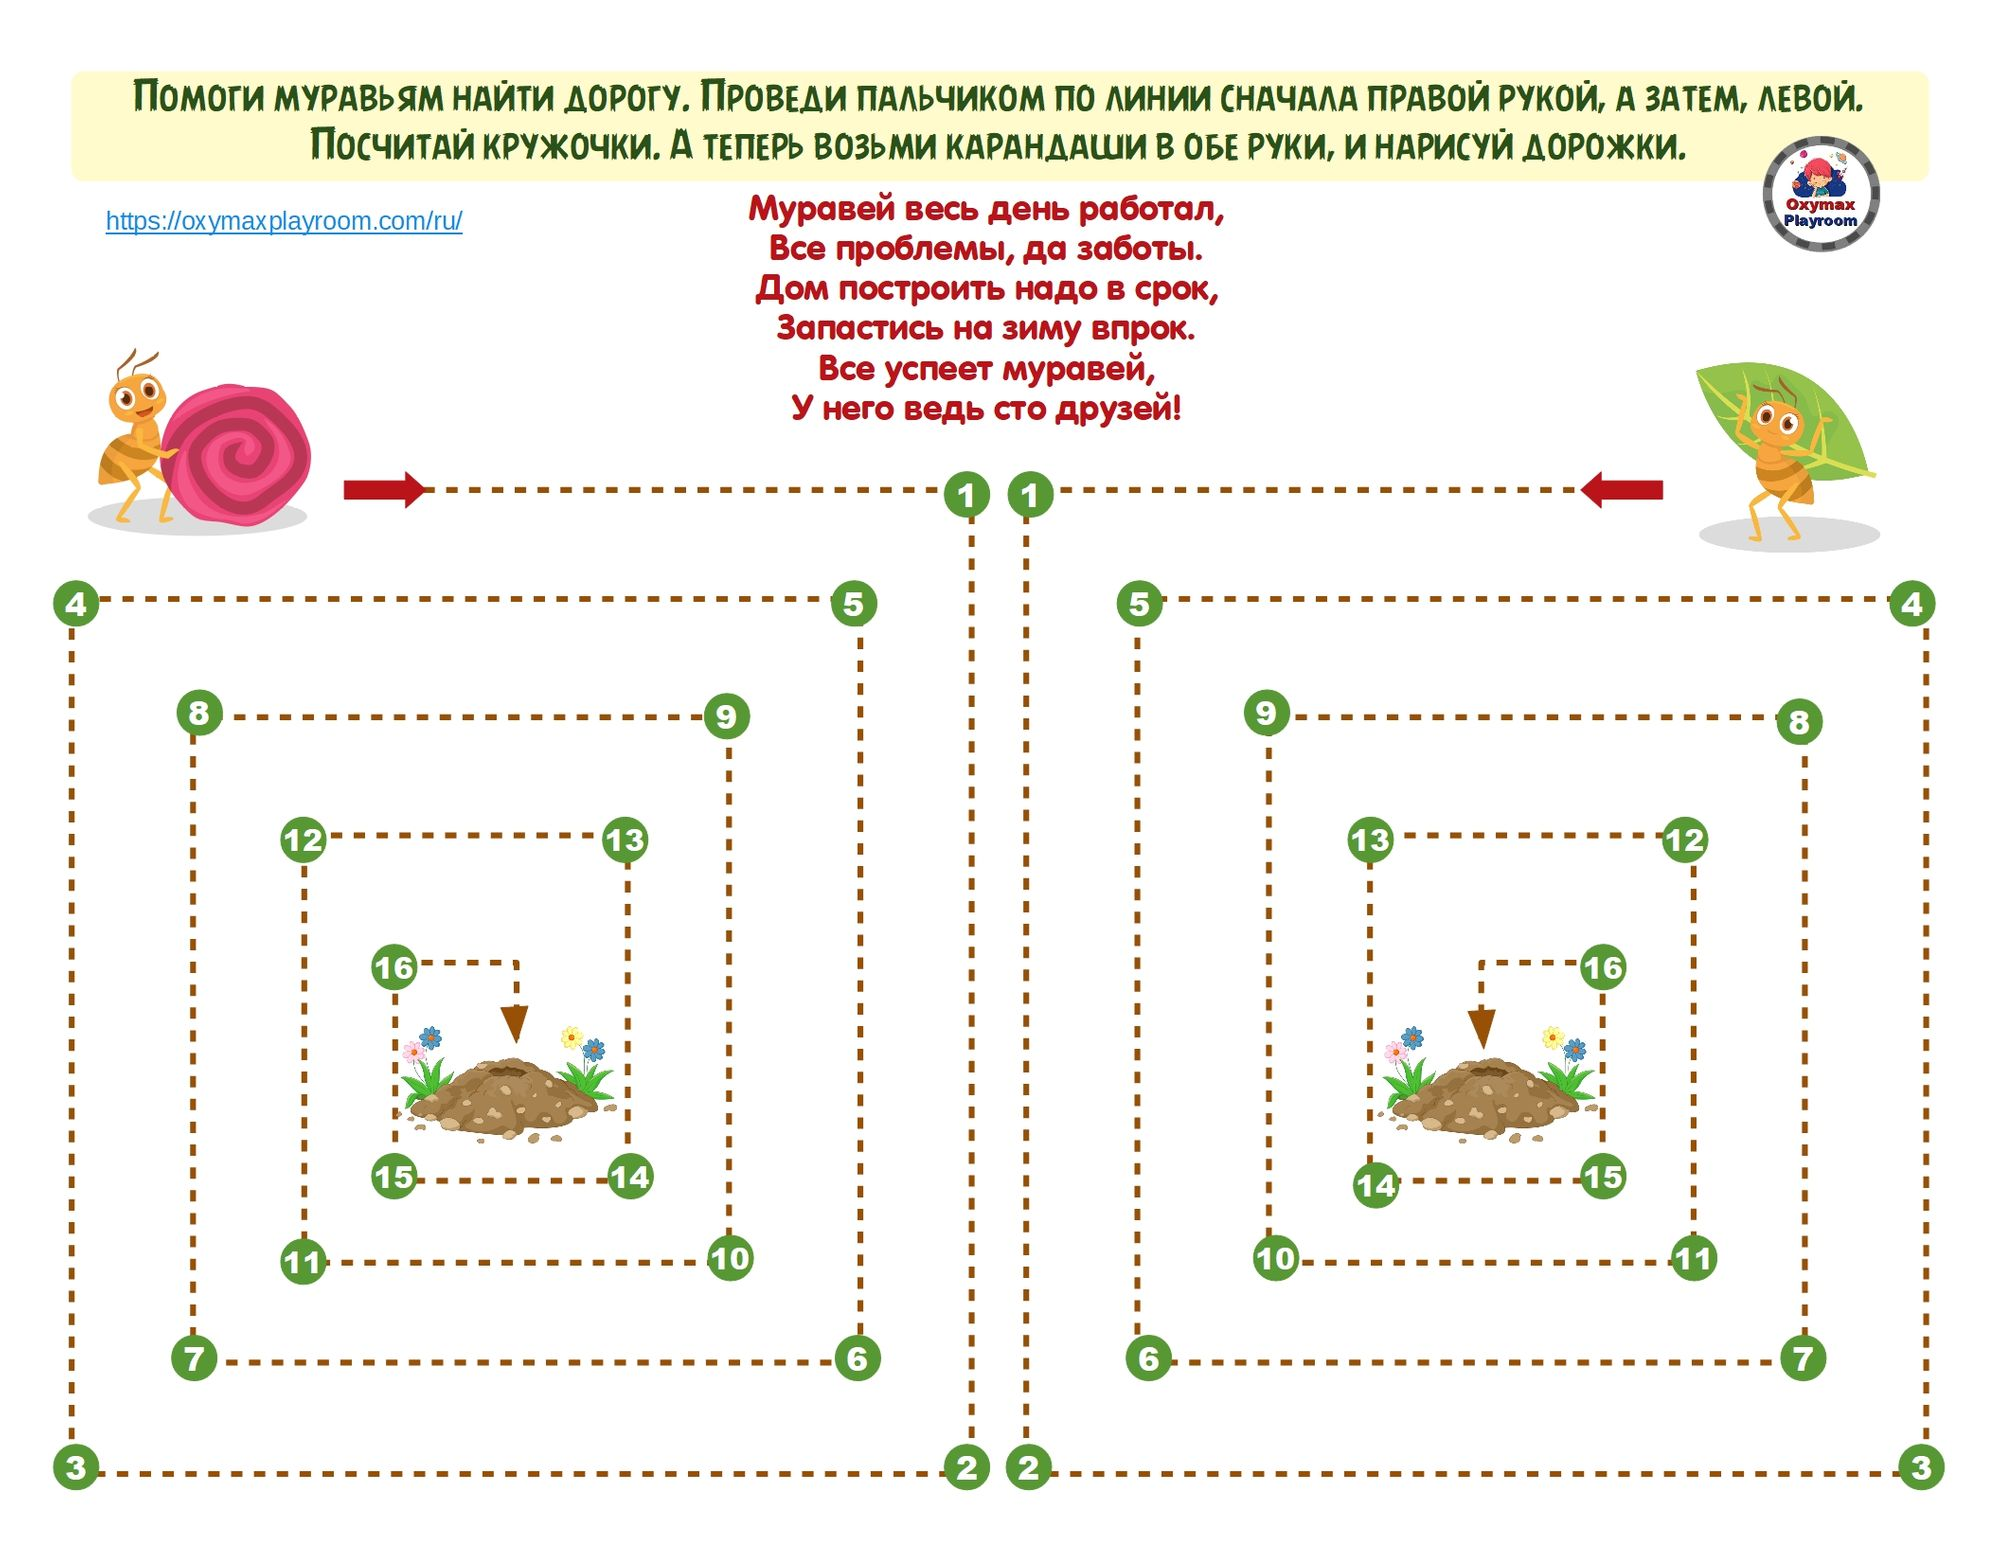 Помоги муравьям найти дорогу. Проведи пальчиком по линии сначала правой рукой, а затем, левой.
Посчитай кружочки. А теперь возьми карандаши в обе руки, и нарисуй дорожки.
https://oxymaxplayroom.com/ru/
Oxymax
Playroom
Муравей весь день работал,
Все проблемы, да заботы.
Дом построить надо в срок,
Запастись на зиму впрок.
Все успеет муравей,
У него ведь сто друзей!
1 1
4 5 5 4
8 9 9 8
12 13 13 12
16 16
15 14 14 15
11 10 10 11
7 6 6 7
3 2 2 3